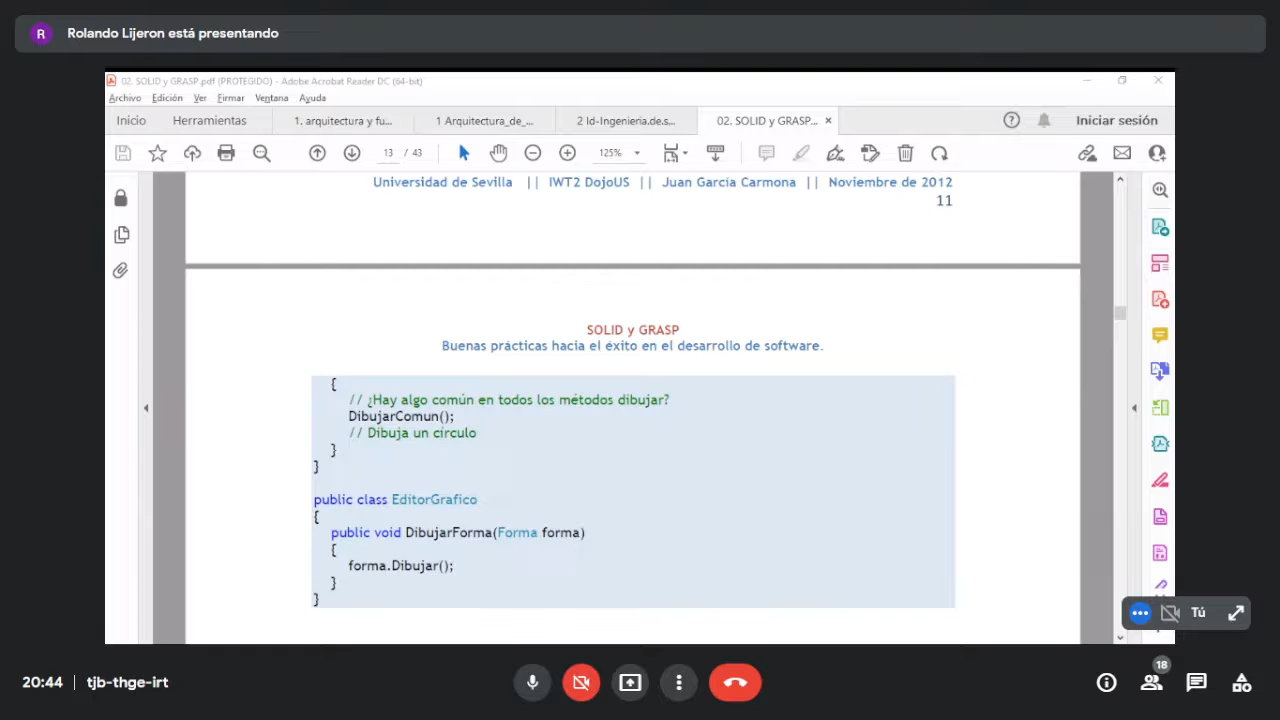 R Rolando Lijeron está presentando
02. SOLID y GRASP.pdf (PROTEGIDO) - Adobe Acrobat Reader DC (64-bit)
Archivo Edición Ver Firmar Ventana Ayuda
Inicio Herramientas 1. arquitectura y fu... 1 Arquitectura_de_... 2 Id-Ingenieria.de.s... 02. SOLID y GRASP... × Iniciar sesión
13 / 43 125%
Universidad de Sevilla || IWT2 DojoUS || Juan García Carmona || Noviembre de 2012
11
SOLID y GRASP
Buenas prácticas hacia el éxito en el desarrollo de software.
{
// ¿Hay algo común en todos los métodos dibujar?
DibujarComun();
// Dibuja un círculo
}
}
public class EditorGrafico
{
public void DibujarForma(Forma forma)
{
forma.Dibujar();
}
}
Tú
20:44 | tjb-thge-irt
18